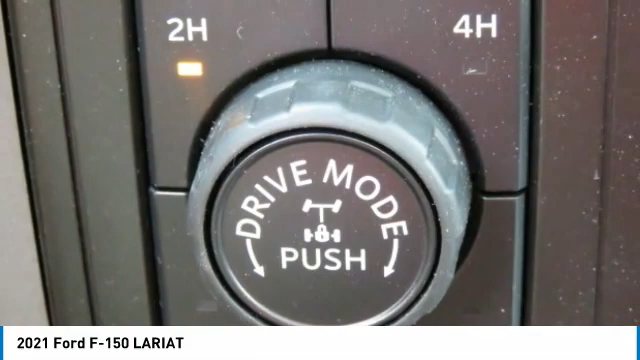 2H
4H
DRIVE MODE
PUSH
2021 Ford F-150 LARIAT